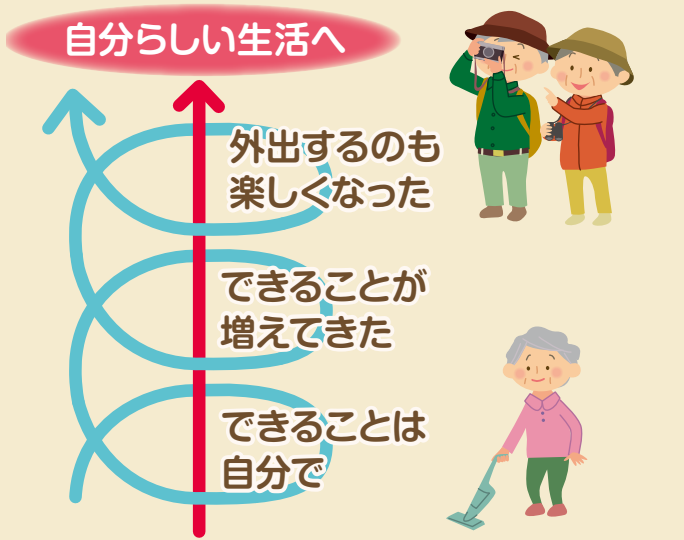 自分らしい生活へ
外出するのも
楽しくなった
できることが
増えてきた
できることは
自分で